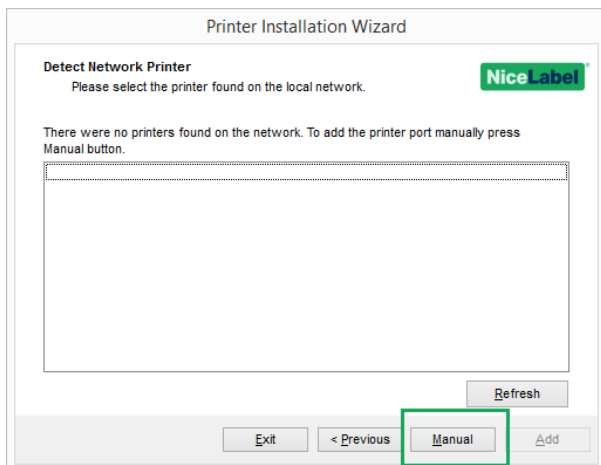 Printer Installation Wizard
Detect Network Printer
Please select the printer found on the local network.
NiceLabel
There were no printers found on the network. To add the printer port manually press
Manual button.
Refresh
Exit
< Previous
Manual
Add